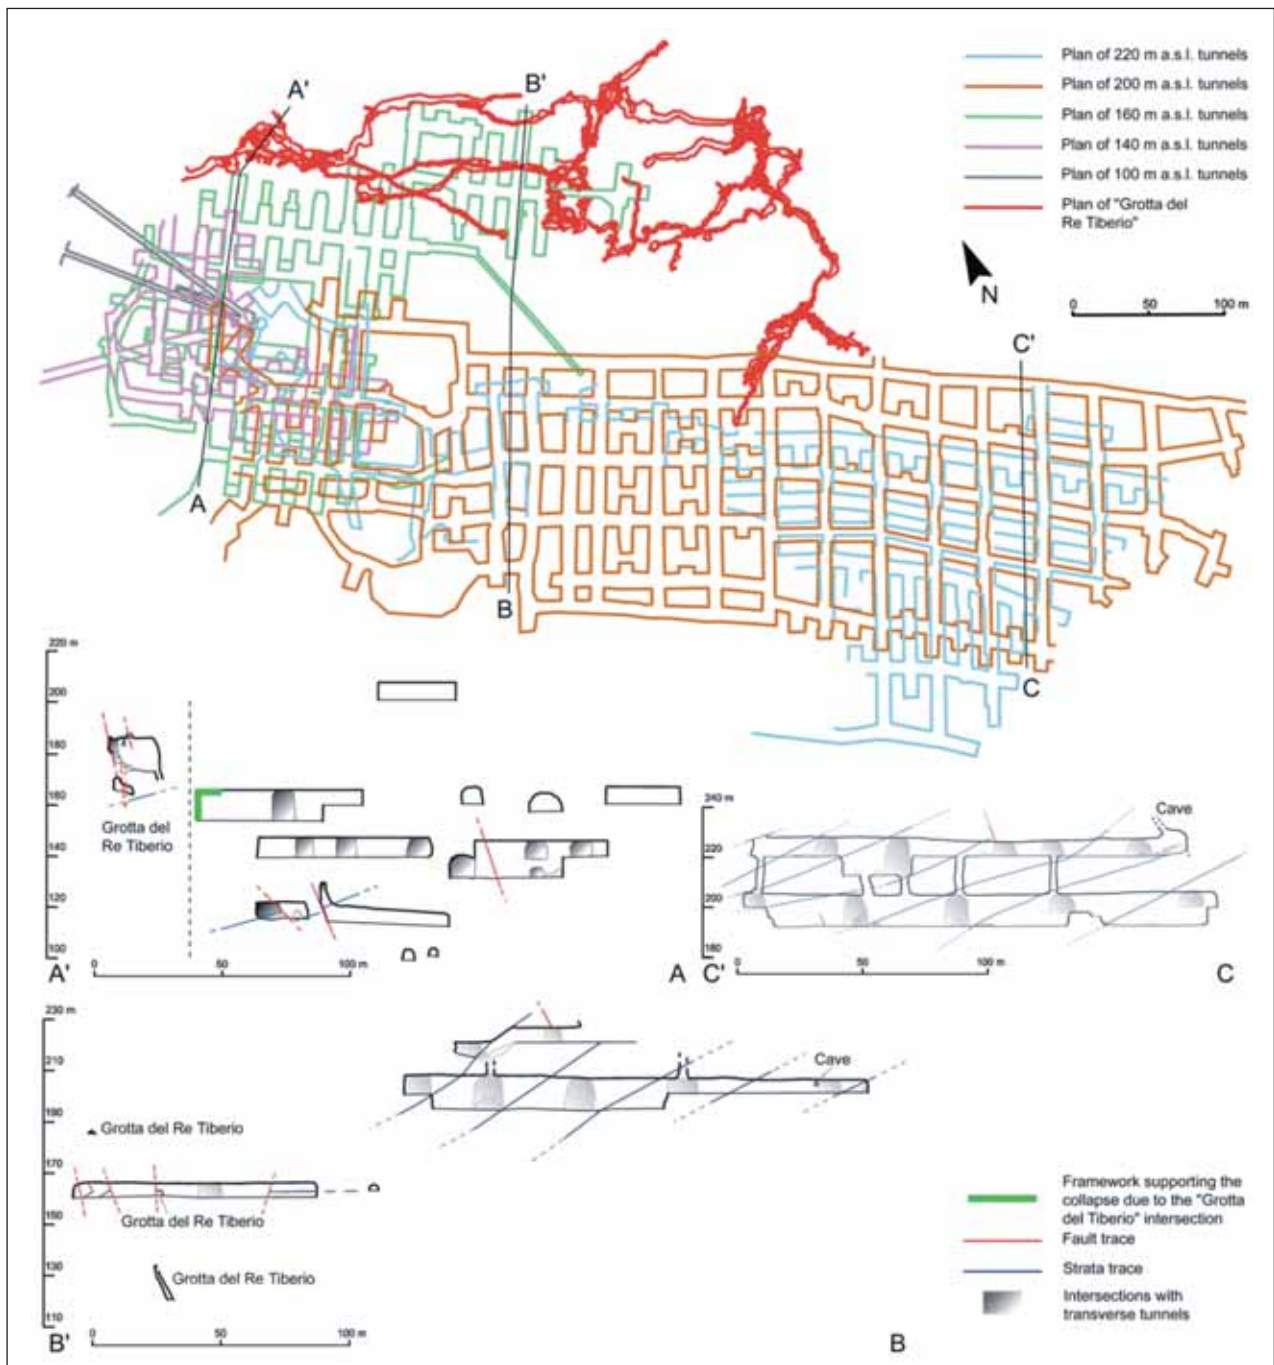 A'
B'
Plan of 220 m a.s.l. tunnels
Plan of 200 m a.s.l. tunnels
Plan of 160 m a.s.l. tunnels
Plan of 140 m a.s.l. tunnels
Plan of 100 m a.s.l. tunnels
Plan of "Grotta del
Re Tiberio"
N
0 50 100 m
C'
A
B
C
220 m
200
180
160
140
120
100
Grotta del
Re Tiberio
A'
0 50 100 m
A
240 m
220
200
180
Cave
C'
0 50 100 m
C
230 m
210
190
170
150
130
110
Cave
Grotta del Re Tiberio
Grotta del Re Tiberio
Grotta del Re Tiberio
B'
0 50 100 m
B
Framework supporting the
collapse due to the "Grotta
del Tiberio" intersection
Fault trace
Strata trace
Intersections with
transverse tunnels